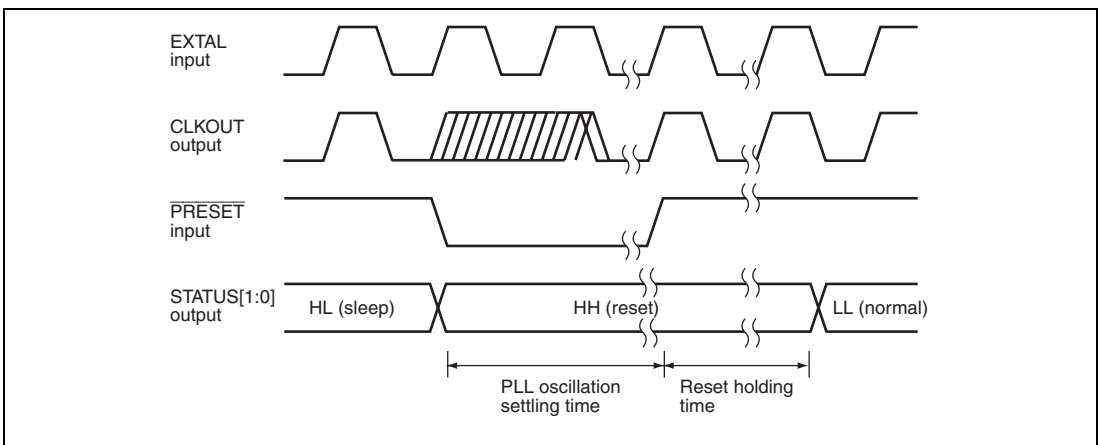 EXTAL
input
CLKOUT
output
PRESET
input
STATUS[1:0]
output
HL (sleep)
HH (reset)
LL (normal)
PLL oscillation
settling time
Reset holding
time